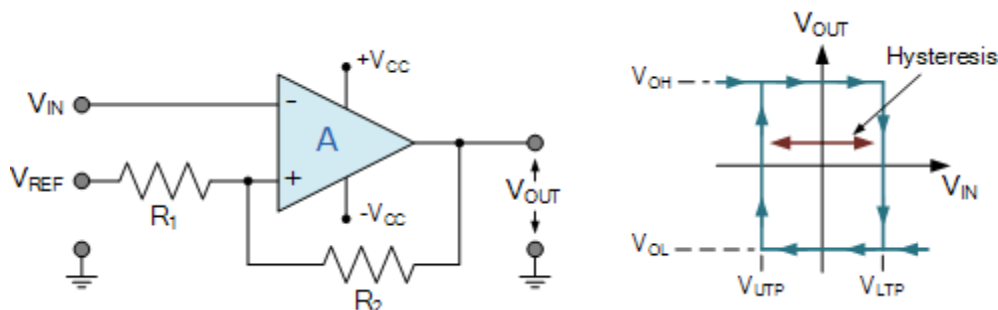 VIN
VREF
R1
+VCC
-
A
+
-VCC
R2
VOUT
VOUT
Hysteresis
VOH
VIN
VOL
VUTP
VLTP